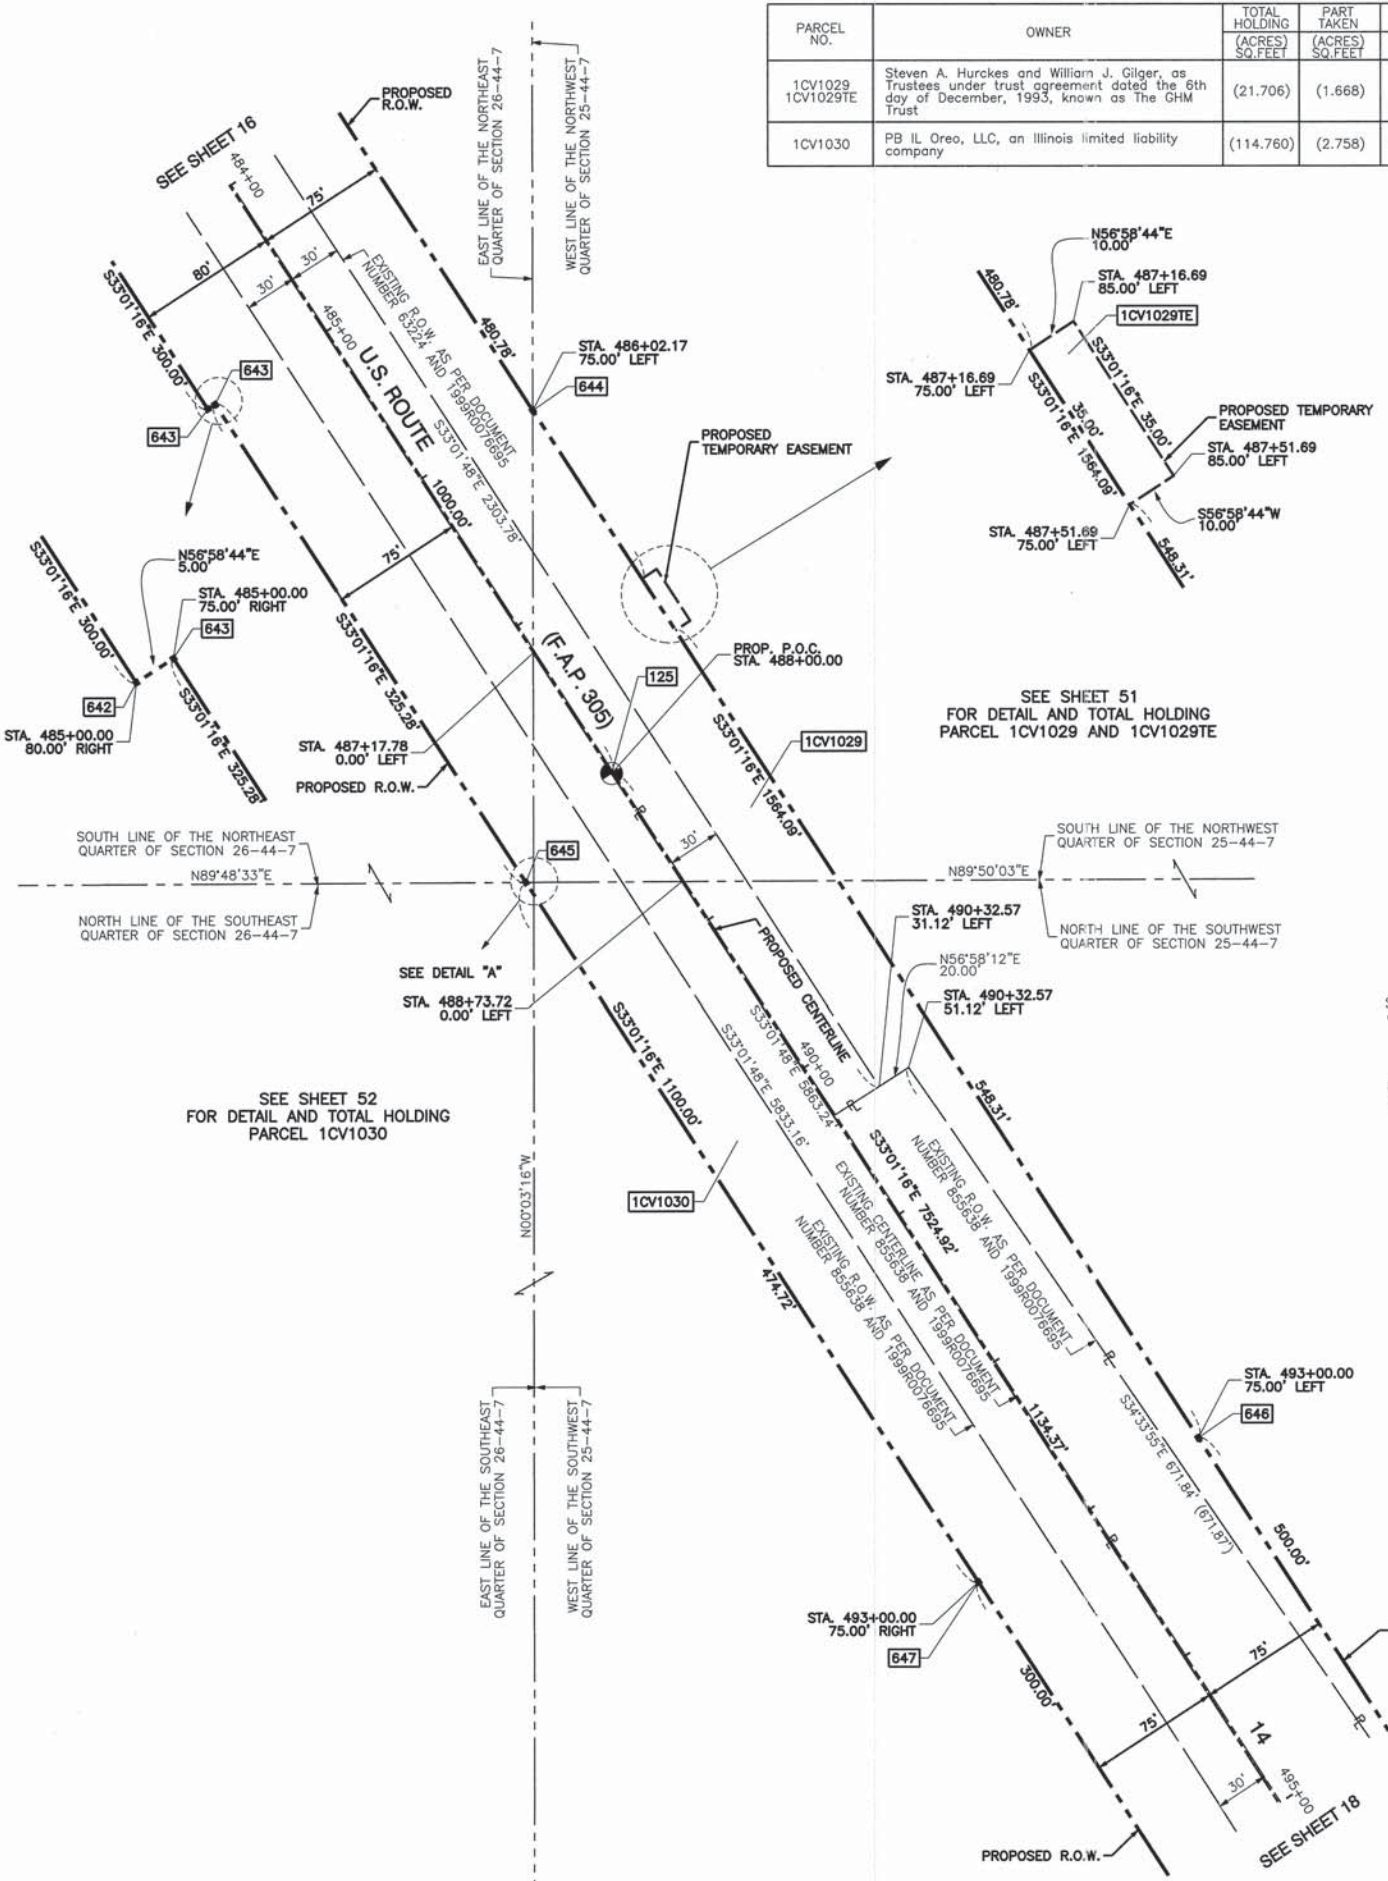 PARCEL
NO.
OWNER
TOTAL
HOLDING
(ACRES)
SQ.FEET
PART
TAKEN
(ACRES)
SQ.FEET
1CV1029
1CV1029TE
Steven A. Hurckes and William J. Gilger, as
Trustees under trust agreement dated the 6th
day of December, 1993, known as The GHM
Trust
(21.706)
(1.668)
1CV1030
PB IL Oreo, LLC, an Illinois limited liability
company
(114.760)
(2.758)
PROPOSED
R.O.W.
SEE SHEET 16
484+00
EAST LINE OF THE NORTHEAST
QUARTER OF SECTION 26-44-7
WEST LINE OF THE NORTHWEST
QUARTER OF SECTION 25-44-7
75'
80'
30'
30'
S33°01'16"E 300.00'
485+00
U.S. ROUTE
EXISTING R.O.W. AS PER DOCUMENT
NUMBER 63224 AND 1999R0076695
S33°01'48"E 2303.78'
480.78'
STA. 486+02.17
75.00' LEFT
644
643
643
N56°58'44"E
10.00'
480.78'
STA. 487+16.69
85.00' LEFT
1CV1029TE
STA. 487+16.69
75.00' LEFT
S33°01'16"E 35.00'
35.00'
S33°01'16"E 1564.09'
PROPOSED TEMPORARY
EASEMENT
STA. 487+51.69
85.00' LEFT
S56°58'44"W
10.00'
STA. 487+51.69
75.00' LEFT
548.31'
PROPOSED
TEMPORARY EASEMENT
1000.00'
75'
S33°01'16"E 300.00'
N56°58'44"E
5.00'
STA. 485+00.00
75.00' RIGHT
643
642
STA. 485+00.00
80.00' RIGHT
S33°01'16"E 325.28'
S33°01'16"E 325.28'
(F.A.P. 305)
PROP. P.O.C.
STA. 488+00.00
125
STA. 487+17.78
0.00' LEFT
PROPOSED R.O.W.
SEE SHEET 51
FOR DETAIL AND TOTAL HOLDING
PARCEL 1CV1029 AND 1CV1029TE
1CV1029
S33°01'16"E 1564.09'
PL
30'
SOUTH LINE OF THE NORTHEAST
QUARTER OF SECTION 26-44-7
N89°48'33"E
NORTH LINE OF THE SOUTHEAST
QUARTER OF SECTION 26-44-7
645
SOUTH LINE OF THE NORTHWEST
QUARTER OF SECTION 25-44-7
N89°50'03"E
NORTH LINE OF THE SOUTHWEST
QUARTER OF SECTION 25-44-7
SEE DETAIL "A"
STA. 488+73.72
0.00' LEFT
STA. 490+32.57
31.12' LEFT
N56°58'12"E
20.00'
STA. 490+32.57
51.12' LEFT
PROPOSED CENTERLINE
490+00
S33°01'48"E 5863.24'
S33°01'48"E 5833.16'
S33°01'16"E 1100.00'
PL
548.31'
SEE SHEET 52
FOR DETAIL AND TOTAL HOLDING
PARCEL 1CV1030
1CV1030
N00°03'16"W
S33°01'16"E 7524.92'
EXISTING R.O.W. AS PER DOCUMENT
NUMBER 855638 AND 1999R0076695
EXISTING CENTERLINE AS PER DOCUMENT
NUMBER 855638 AND 1999R0076695
EXISTING R.O.W. AS PER DOCUMENT
NUMBER 855638 AND 1999R0076695
474.72'
PL
STA. 493+00.00
75.00' LEFT
646
1134.37'
S34°33'55"E 671.84' (671.87')
EAST LINE OF THE SOUTHEAST
QUARTER OF SECTION 26-44-7
WEST LINE OF THE SOUTHWEST
QUARTER OF SECTION 25-44-7
PL
500.00'
STA. 493+00.00
75.00' RIGHT
647
300.00'
75'
75'
PL
14
30'
495+00
SEE SHEET 18
PROPOSED R.O.W.